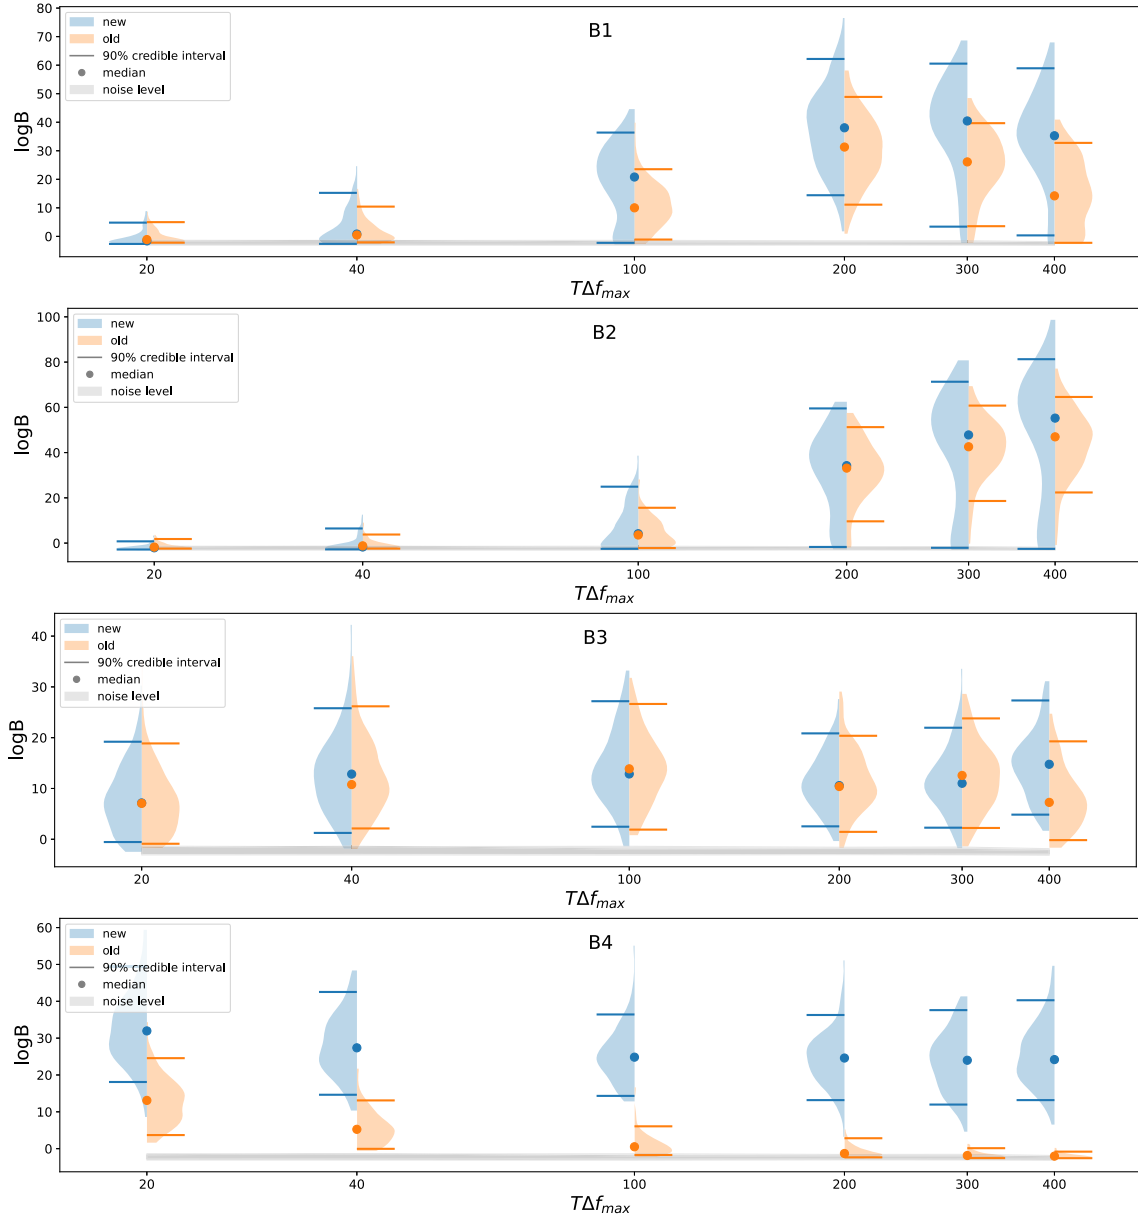 B1
new
old
90% credible interval
median
noise level
logB
80
70
60
50
40
30
20
10
0
20 40 100 200 300 400
TΔf_max
B2
new
old
90% credible interval
median
noise level
logB
100
80
60
40
20
0
20 40 100 200 300 400
TΔf_max
B3
new
old
90% credible interval
median
noise level
logB
40
30
20
10
0
20 40 100 200 300 400
TΔf_max
B4
new
old
90% credible interval
median
noise level
logB
60
50
40
30
20
10
0
20 40 100 200 300 400
TΔf_max